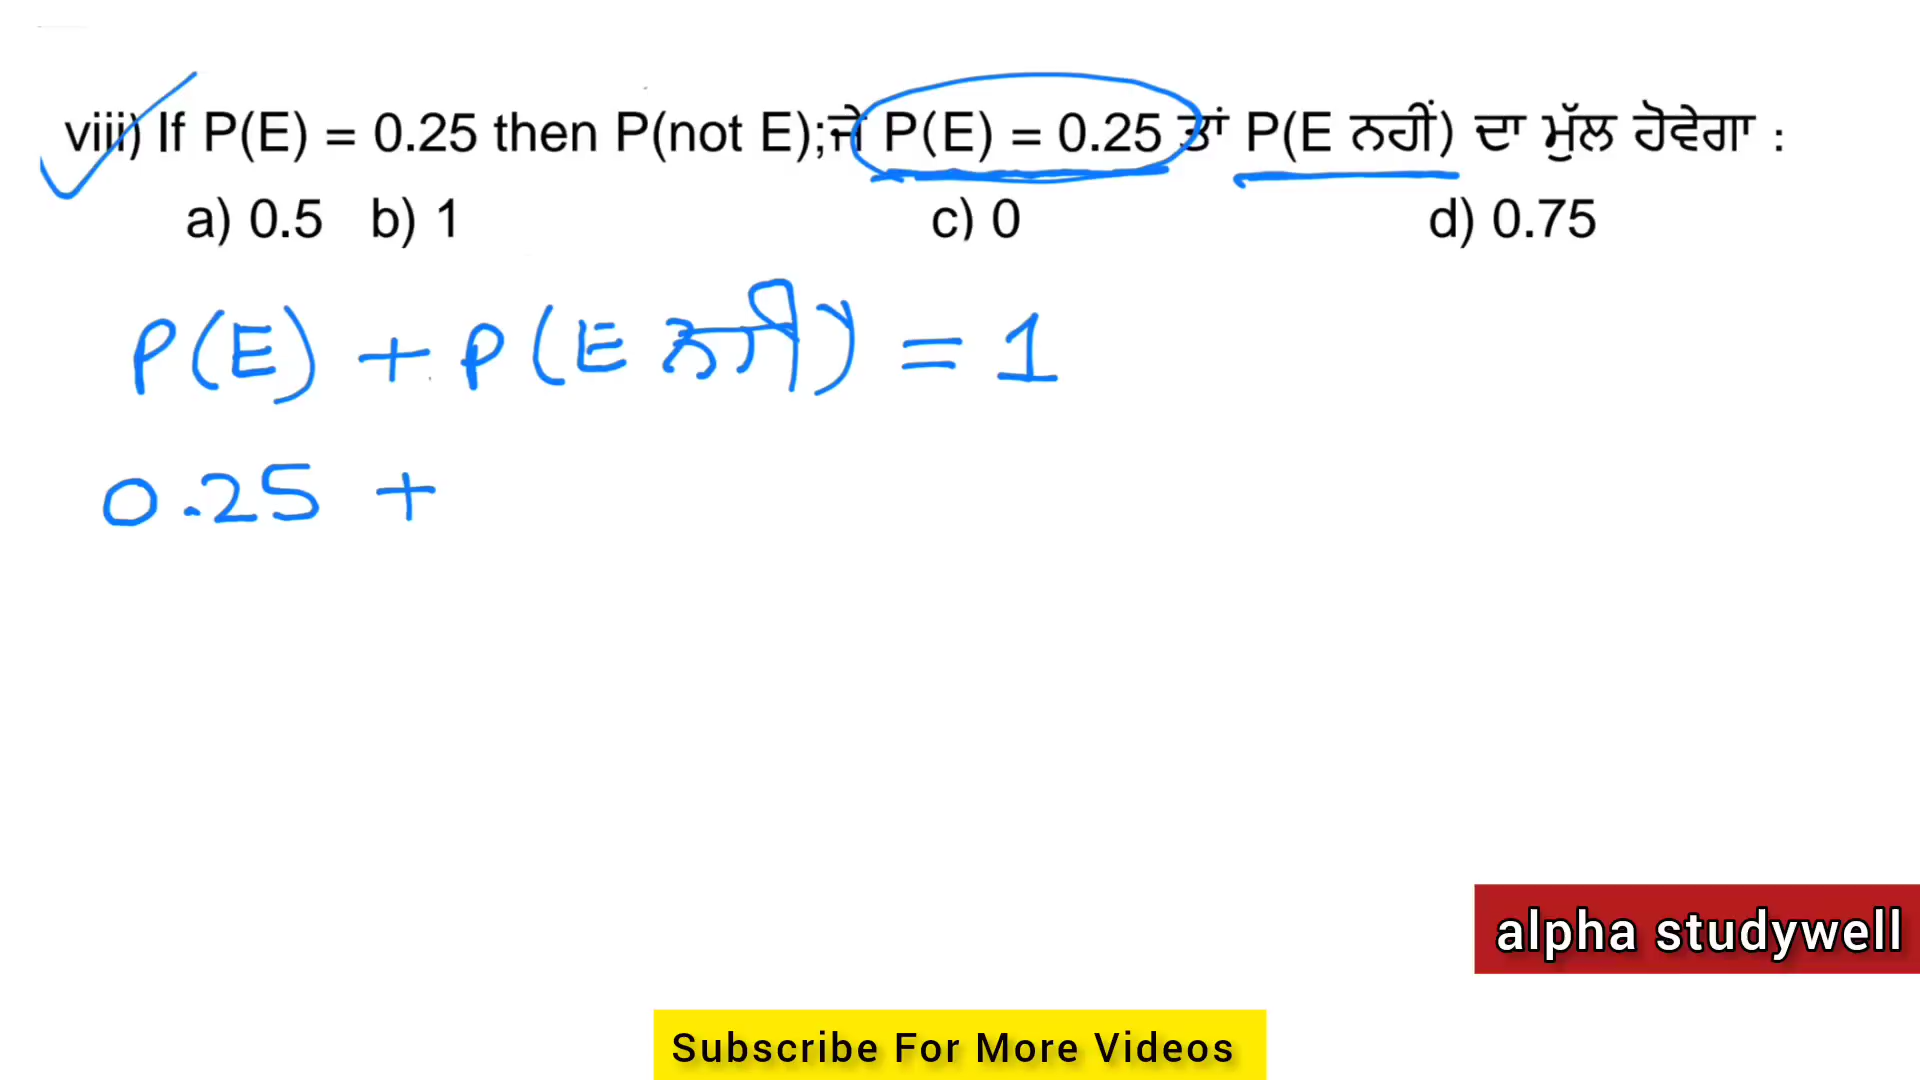 viii) If P(E) = 0.25 then P(not E);ਜੇ P(E) = 0.25 ਤਾਂ P(E ਨਹੀਂ) ਦਾ ਮੁੱਲ ਹੋਵੇਗਾ :
a) 0.5 b) 1 c) 0 d) 0.75
P(E) + P(E ਨਹੀ) = 1
0.25 +
alpha studywell
Subscribe For More Videos